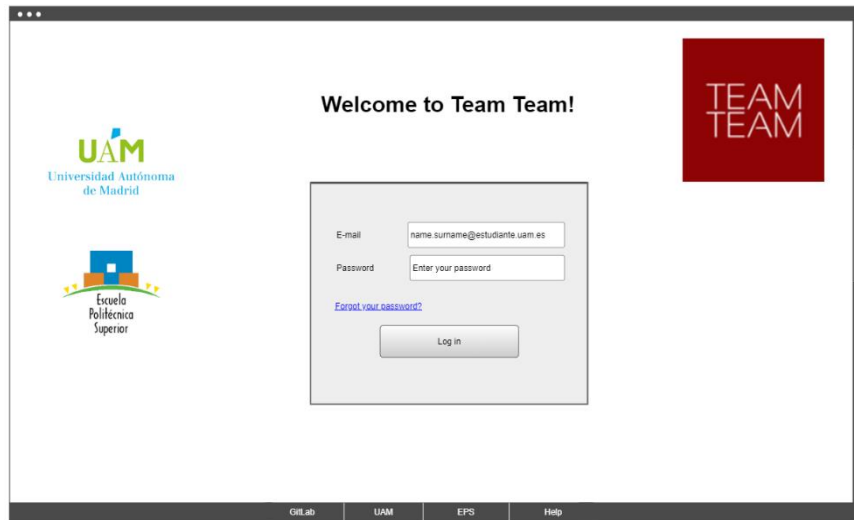 Welcome to Team Team!
TEAM
TEAM
UAM
Universidad Autónoma
de Madrid
Escuela
Politécnica
Superior
E-mail
name.surname@estudiante.uam.es
Password
Enter your password
Forgot your password?
Log in
GitLab
UAM
EPS
Help